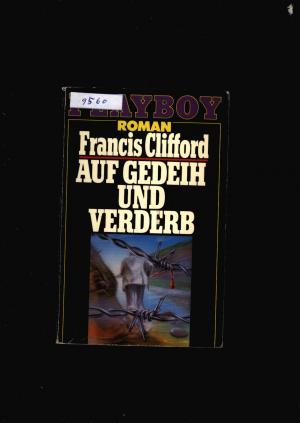 9560
PLAYBOY
ROMAN
Francis Clifford
AUF GEDEIH
UND
VERDERB